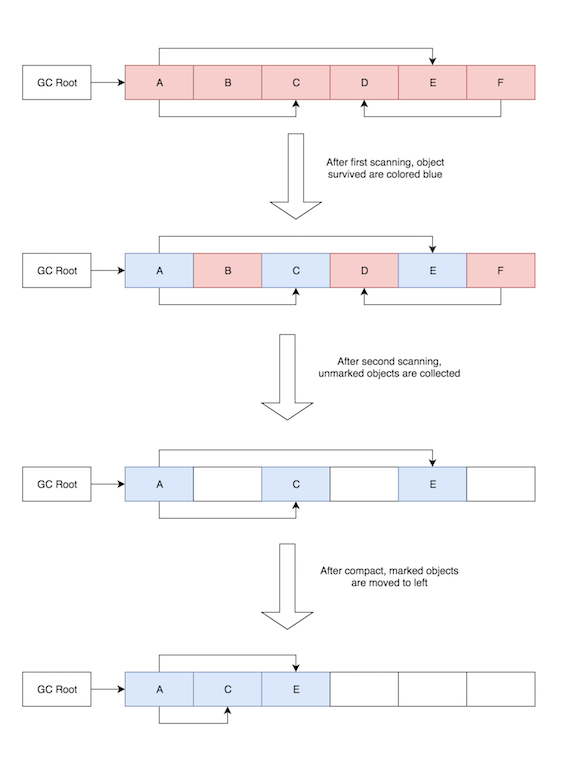 GC Root A B C D E F
After first scanning, object
survived are colored blue
GC Root A B C D E F
After second scanning,
unmarked objects are collected
GC Root A C E
After compact, marked objects
are moved to left
GC Root A C E